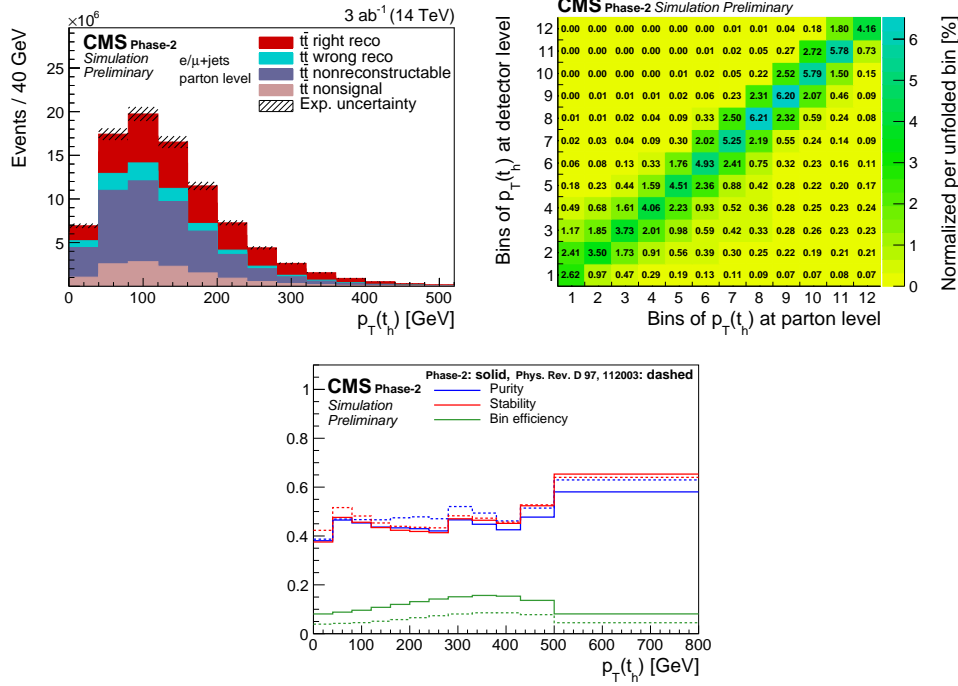 3 ab⁻¹ (14 TeV)
×10⁶
CMS Phase-2
Simulation
Preliminary
e/μ+jets
parton level
tt̄ right reco
tt̄ wrong reco
tt̄ nonreconstructable
tt̄ nonsignal
Exp. uncertainty
Events / 40 GeV
25
20
15
10
5
0 100 200 300 400 500
p_T(t_h) [GeV]
CMS Phase-2 Simulation Preliminary
Bins of p_T(t_h) at detector level
12 0.00 0.00 0.00 0.00 0.00 0.00 0.01 0.01 0.04 0.18 1.80 4.16
11 0.00 0.00 0.00 0.00 0.00 0.01 0.02 0.05 0.27 2.72 5.78 0.73
10 0.00 0.00 0.00 0.00 0.01 0.02 0.05 0.22 2.52 5.79 1.50 0.15
9 0.00 0.01 0.01 0.02 0.06 0.23 2.31 6.20 2.07 0.46 0.09
8 0.01 0.01 0.02 0.04 0.09 0.33 2.50 6.21 2.32 0.59 0.24 0.08
7 0.02 0.03 0.04 0.09 0.30 2.02 5.25 2.19 0.55 0.24 0.14 0.09
6 0.06 0.08 0.13 0.33 1.76 4.93 2.41 0.75 0.32 0.22 0.16 0.11
5 0.18 0.23 0.44 1.59 4.51 2.36 0.88 0.42 0.28 0.22 0.20 0.17
4 0.49 0.68 1.61 4.06 2.23 0.93 0.52 0.36 0.28 0.25 0.24 0.23
3 1.17 1.85 3.73 2.01 0.98 0.59 0.42 0.33 0.28 0.26 0.23 0.23
2 2.41 3.50 1.73 0.91 0.56 0.39 0.30 0.25 0.22 0.19 0.21 0.21
1 2.62 0.97 0.47 0.29 0.19 0.13 0.11 0.09 0.07 0.07 0.08 0.07
1 2 3 4 5 6 7 8 9 10 11 12
Bins of p_T(t_h) at parton level
6
5
4
3
2
1
0
Normalized per unfolded bin [%]
Phase-2: solid, Phys. Rev. D 97, 112003: dashed
CMS Phase-2
Simulation
Preliminary
Purity
Stability
Bin efficiency
1
0.8
0.6
0.4
0.2
0
0 100 200 300 400 500 600 700 800
p_T(t_h) [GeV]